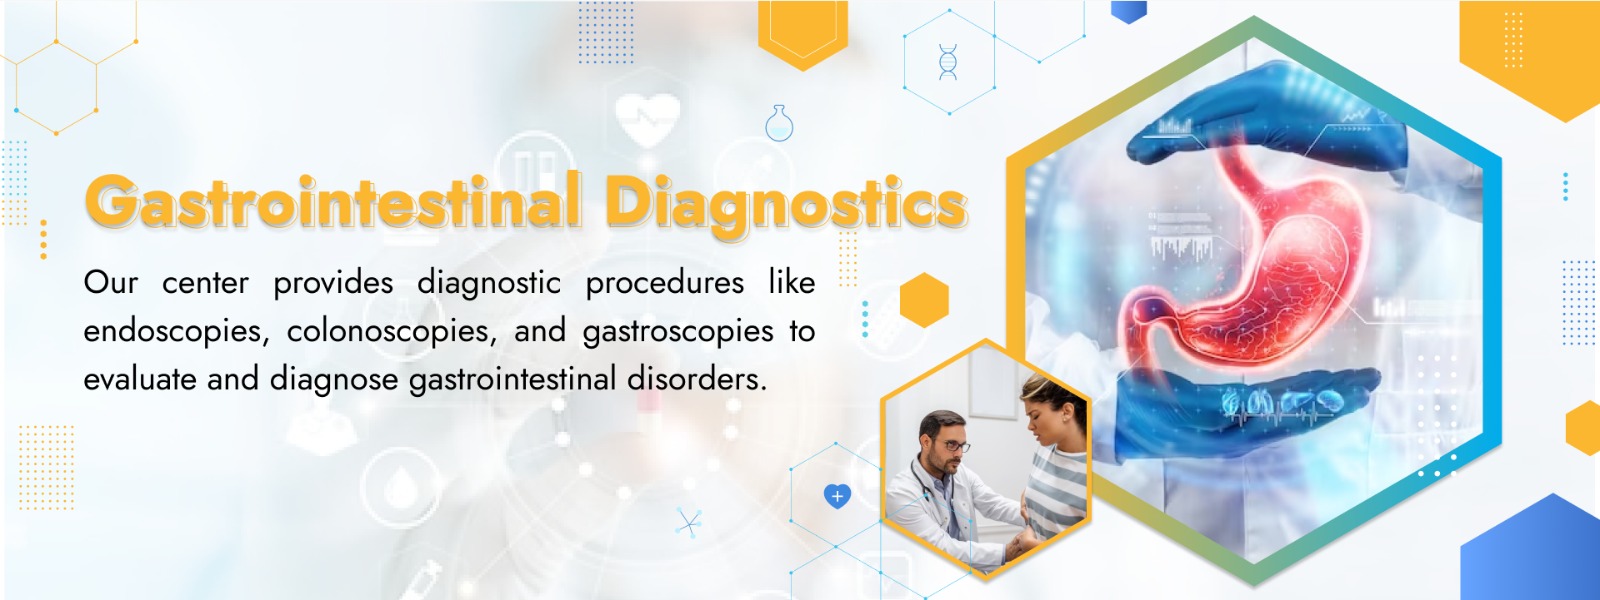 Gastrointestinal Diagnostics
Our center provides diagnostic procedures like
endoscopies, colonoscopies, and gastroscopies to
evaluate and diagnose gastrointestinal disorders.